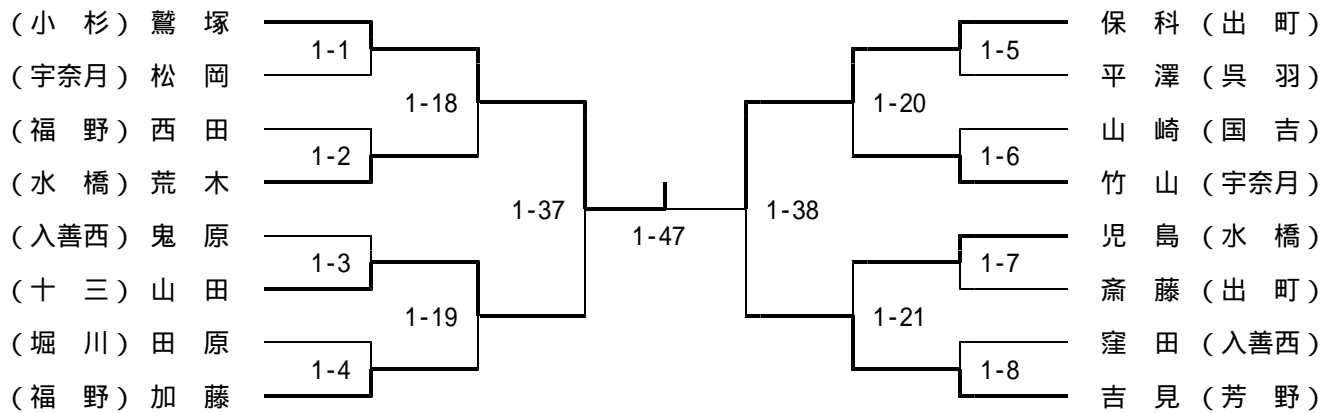 （小　杉）鷲　塚
（宇奈月）松　岡
（福　野）西　田
（水　橋）荒　木
（入善西）鬼　原
（十　三）山　田
（堀　川）田　原
（福　野）加　藤
1-1
1-2
1-3
1-4
1-18
1-19
1-37
1-47
1-38
1-20
1-21
1-5
1-6
1-7
1-8
保　科（出　町）
平　澤（呉　羽）
山　崎（国　吉）
竹　山（宇奈月）
児　島（水　橋）
斎　藤（出　町）
窪　田（入善西）
吉　見（芳　野）